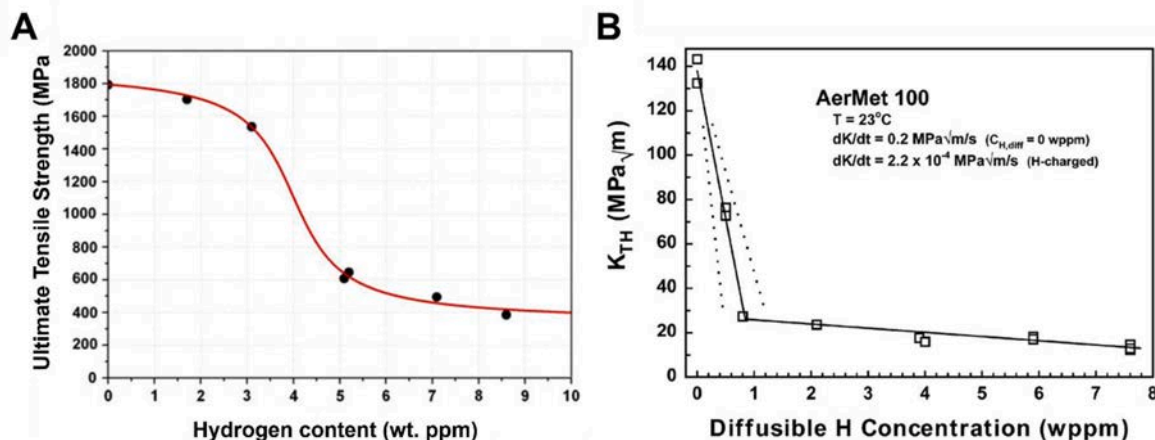 A
Ultimate Tensile Strength (MPa
2000
1800
1600
1400
1200
1000
800
600
400
200
0
0 1 2 3 4 5 6 7 8 9 10
Hydrogen content (wt. ppm)
B
K_TH (MPa√m)
140
120
100
80
60
40
20
0
AerMet 100
T = 23°C
dK/dt = 0.2 MPa√m/s (C_H,diff = 0 wppm)
dK/dt = 2.2 x 10⁻⁴ MPa√m/s (H-charged)
0 1 2 3 4 5 6 7 8
Diffusible H Concentration (wppm)